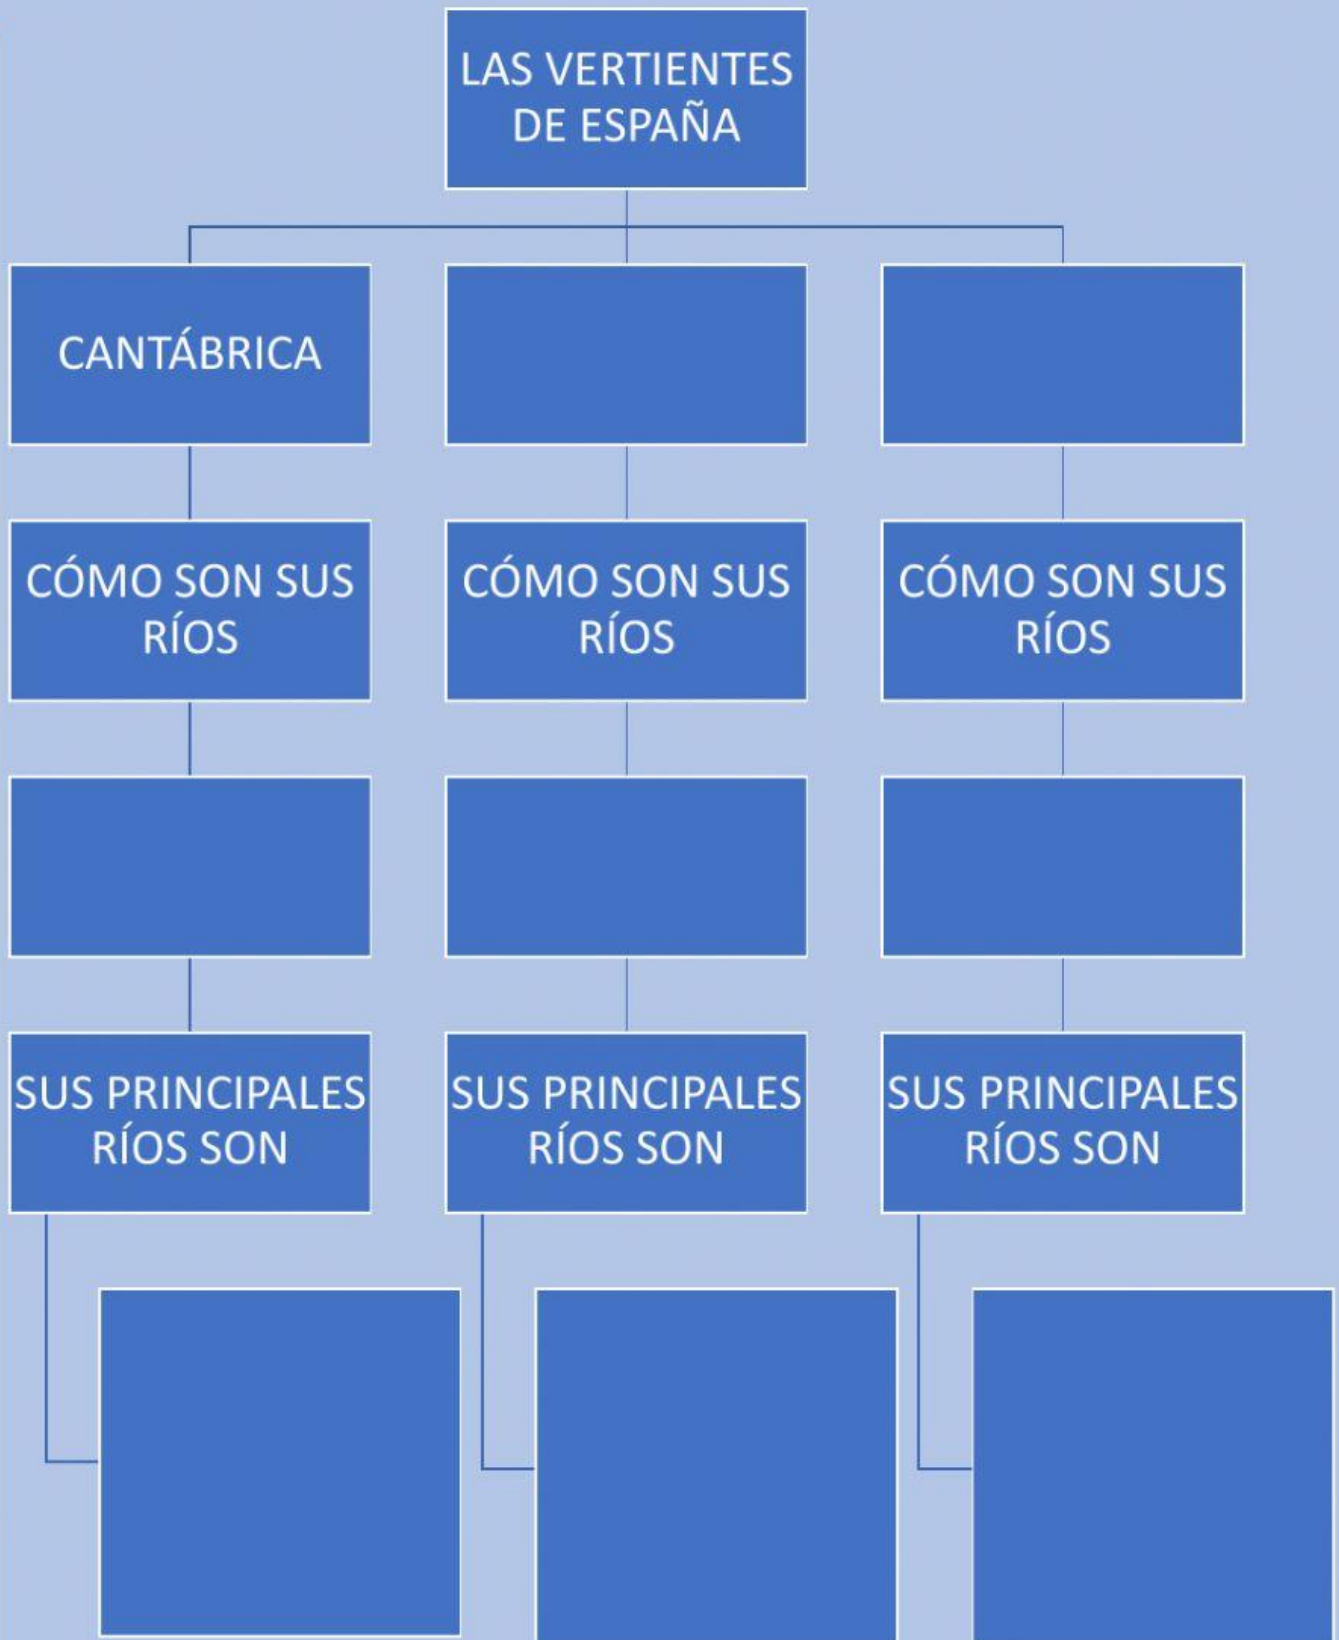 LAS VERTIENTES
DE ESPAÑA
CANTÁBRICA
CÓMO SON SUS
RÍOS
CÓMO SON SUS
RÍOS
CÓMO SON SUS
RÍOS
SUS PRINCIPALES
RÍOS SON
SUS PRINCIPALES
RÍOS SON
SUS PRINCIPALES
RÍOS SON